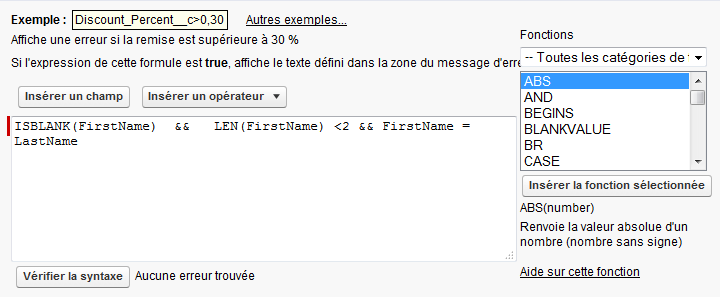 Exemple : Discount_Percent__c>0,30 Autres exemples...
Affiche une erreur si la remise est supérieure à 30 %
Si l'expression de cette formule est true, affiche le texte défini dans la zone du message d'erre
Insérer un champ Insérer un opérateur
ISBLANK(FirstName) && LEN(FirstName) <2 && FirstName =
LastName
Vérifier la syntaxe Aucune erreur trouvée
Fonctions
-- Toutes les catégories de
ABS
AND
BEGINS
BLANKVALUE
BR
CASE
Insérer la fonction sélectionnée
ABS(number)
Renvoie la valeur absolue d'un
nombre (nombre sans signe)
Aide sur cette fonction